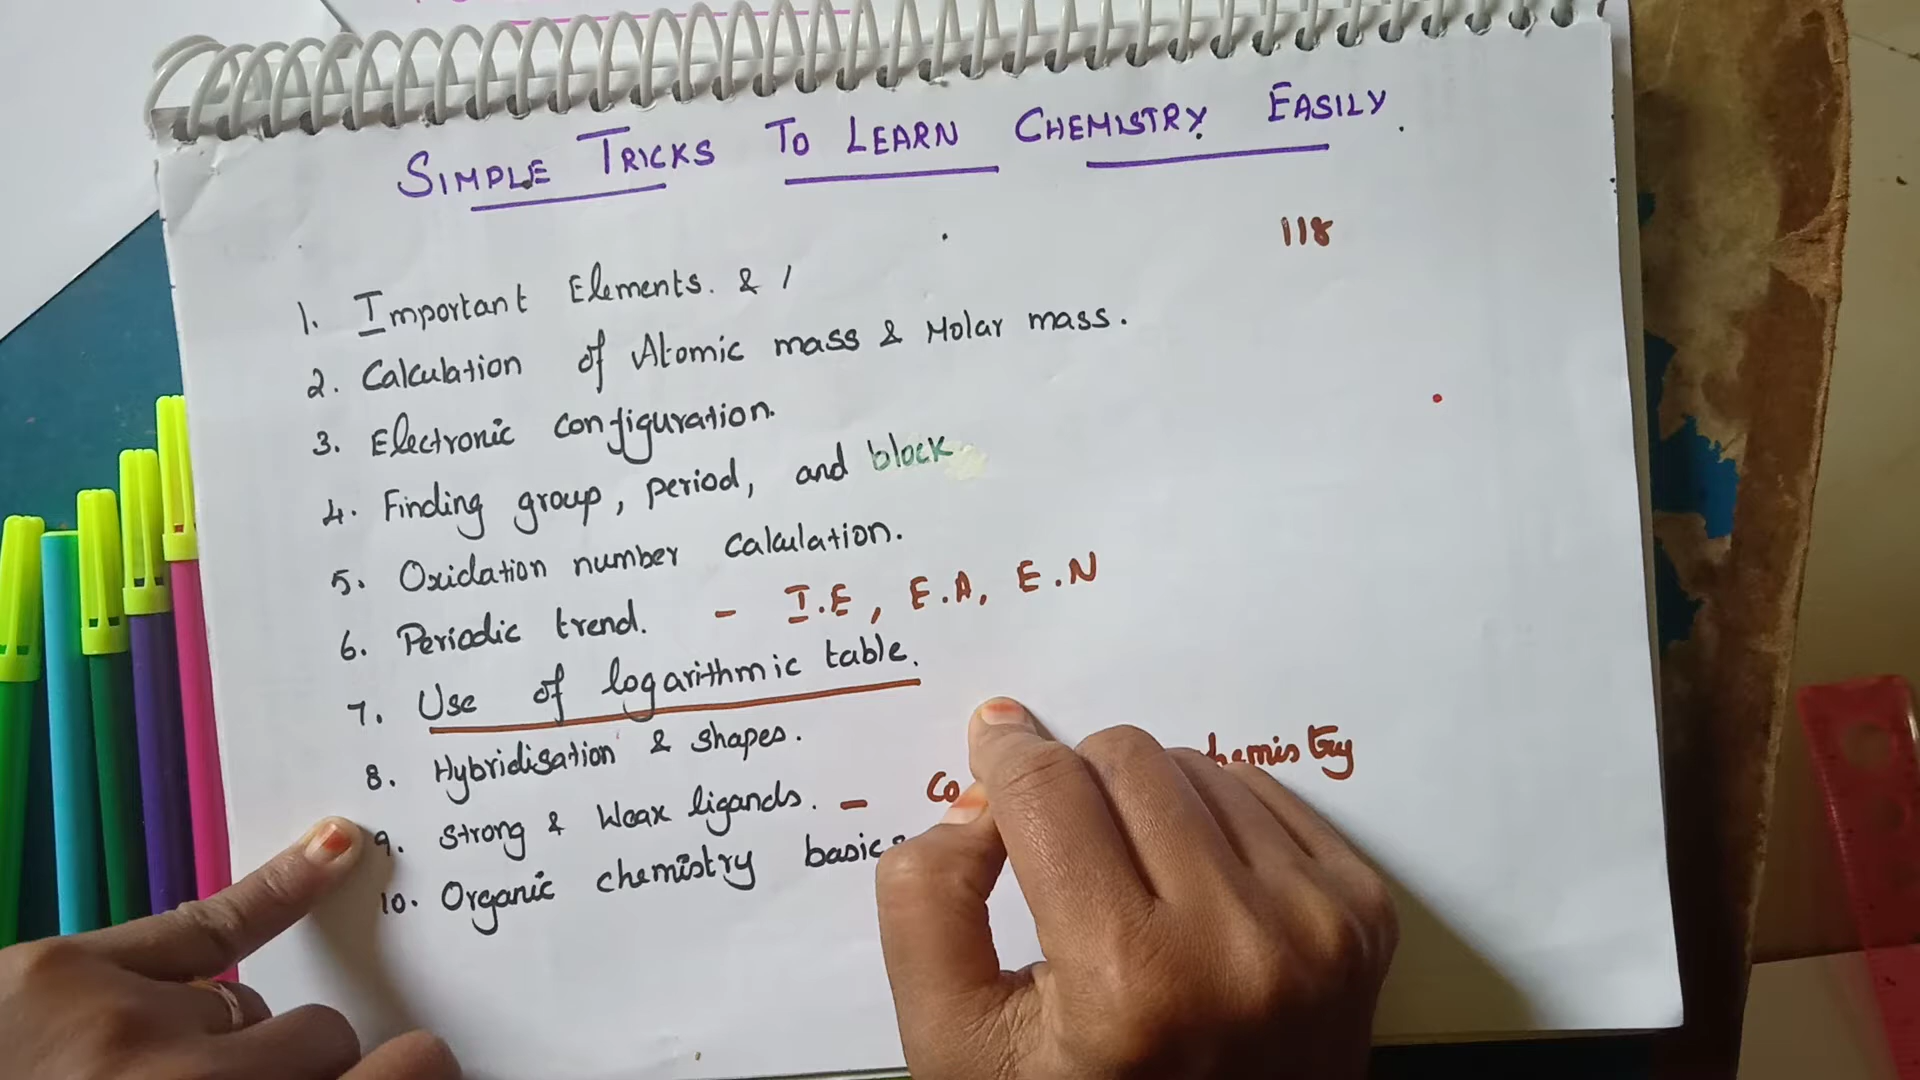 SIMPLE TRICKS TO LEARN CHEMISTRY EASILY.
118
1. Important Elements. &
2. Calculation of Atomic mass & Molar mass.
3. Electronic configuration.
4. Finding group, period, and block
5. Oxidation number calculation.
6. Periodic trend. - I.E, E.A, E.N
7. Use of logarithmic table.
8. Hybridisation & shapes.
9. Strong & Weak ligands. -
10. Organic chemistry basics